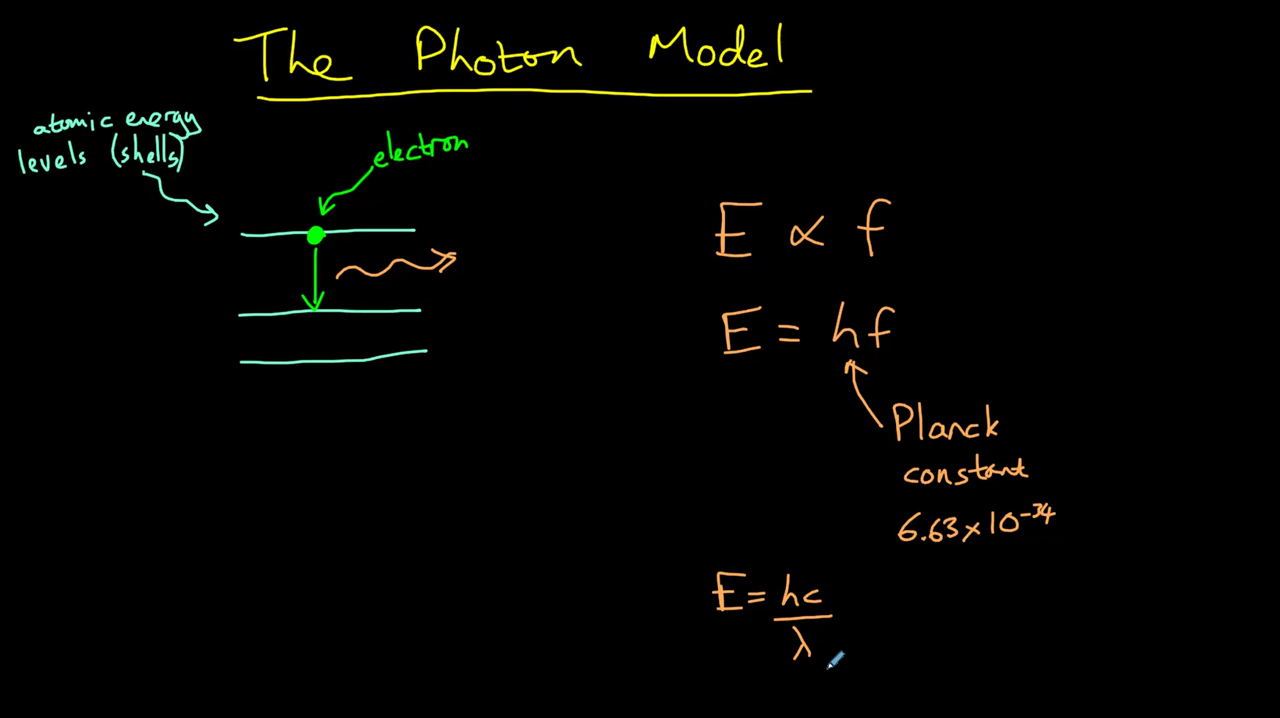 The Photon Model
atomic energy
levels (shells)
electron
E ∝ f
E = hf
Planck
constant
6.63×10⁻³⁴
E = hc
λ